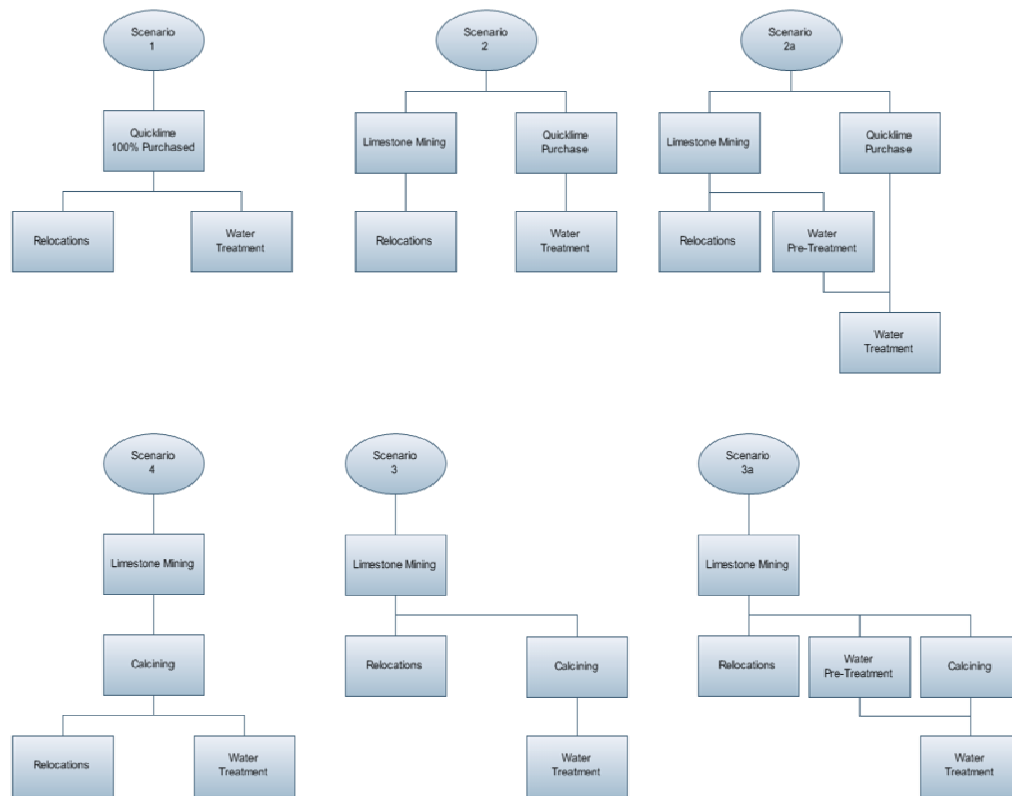 Scenario
1
Quicklime
100% Purchased
Relocations
Water
Treatment
Scenario
2
Limestone Mining
Quicklime
Purchase
Relocations
Water
Treatment
Scenario
2a
Limestone Mining
Quicklime
Purchase
Relocations
Water
Pre-Treatment
Water
Treatment
Scenario
4
Limestone Mining
Calcining
Relocations
Water
Treatment
Scenario
3
Limestone Mining
Relocations
Calcining
Water
Treatment
Scenario
3a
Limestone Mining
Relocations
Water
Pre-Treatment
Calcining
Water
Treatment